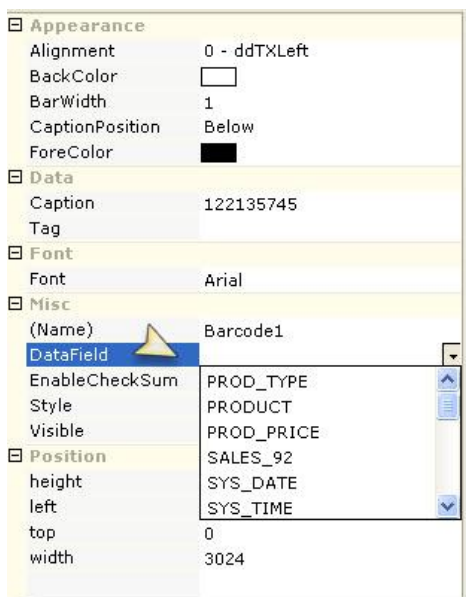 Appearance
Alignment 0 - ddTXLeft
BackColor
BarWidth 1
CaptionPosition Below
ForeColor
Data
Caption 122135745
Tag
Font
Font Arial
Misc
(Name) Barcode1
DataField
EnableCheckSum PROD_TYPE
Style PRODUCT
Visible PROD_PRICE
Position SALES_92
height SYS_DATE
left SYS_TIME
top 0
width 3024